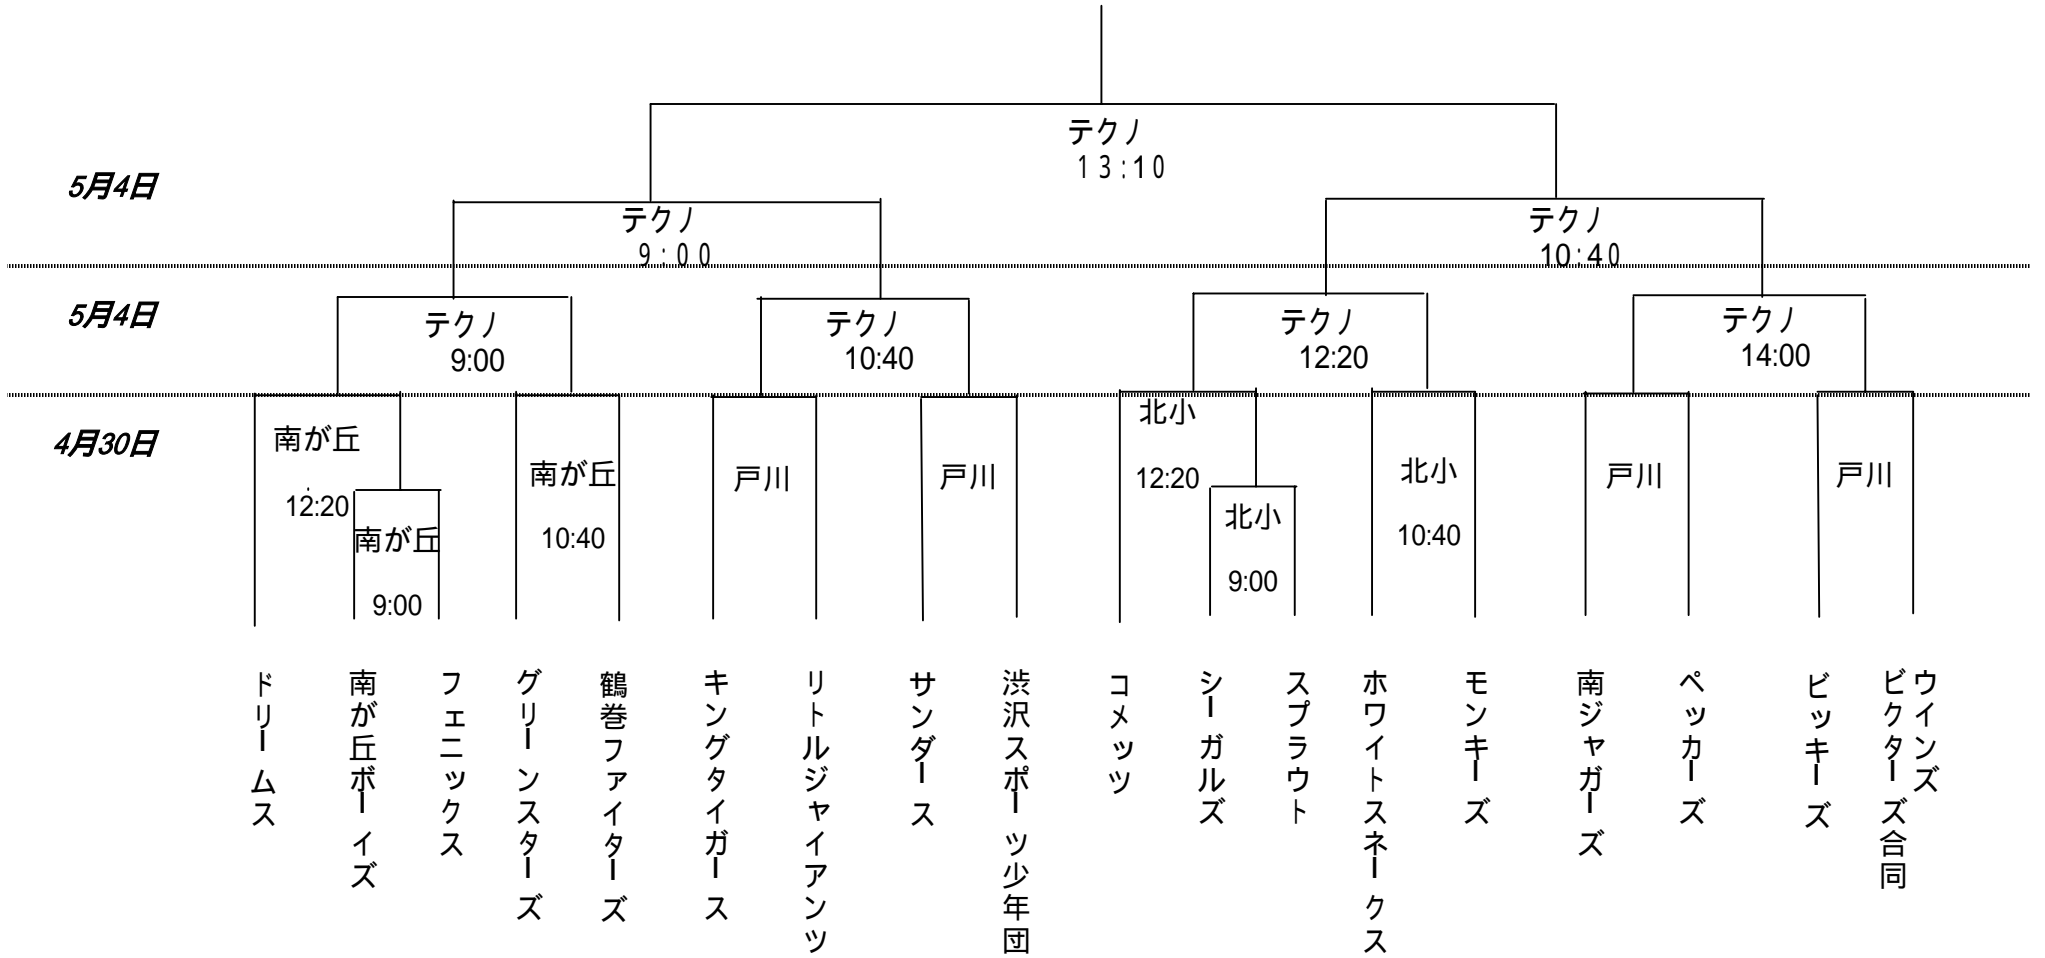 テクノ
13:10
5月4日
テクノ
9:00
テクノ
10:40
5月4日
テクノ
9:00
テクノ
10:40
テクノ
12:20
テクノ
14:00
4月30日
南が丘
12:20
南が丘
9:00
南が丘
10:40
戸川
戸川
北小
12:20
北小
9:00
北小
10:40
戸川
戸川
ドリームス
南が丘ボーイズ
フェニックス
グリーンスターズ
鶴巻ファイターズ
キングタイガース
リトルジャイアンツ
サンダース
渋沢スポーツ少年団
コメッツ
シーガルズ
スプラウト
ホワイトスネークス
モンキーズ
南ジャガーズ
ペッカーズ
ビッキーズ
ウインズ
ビクターズ合同